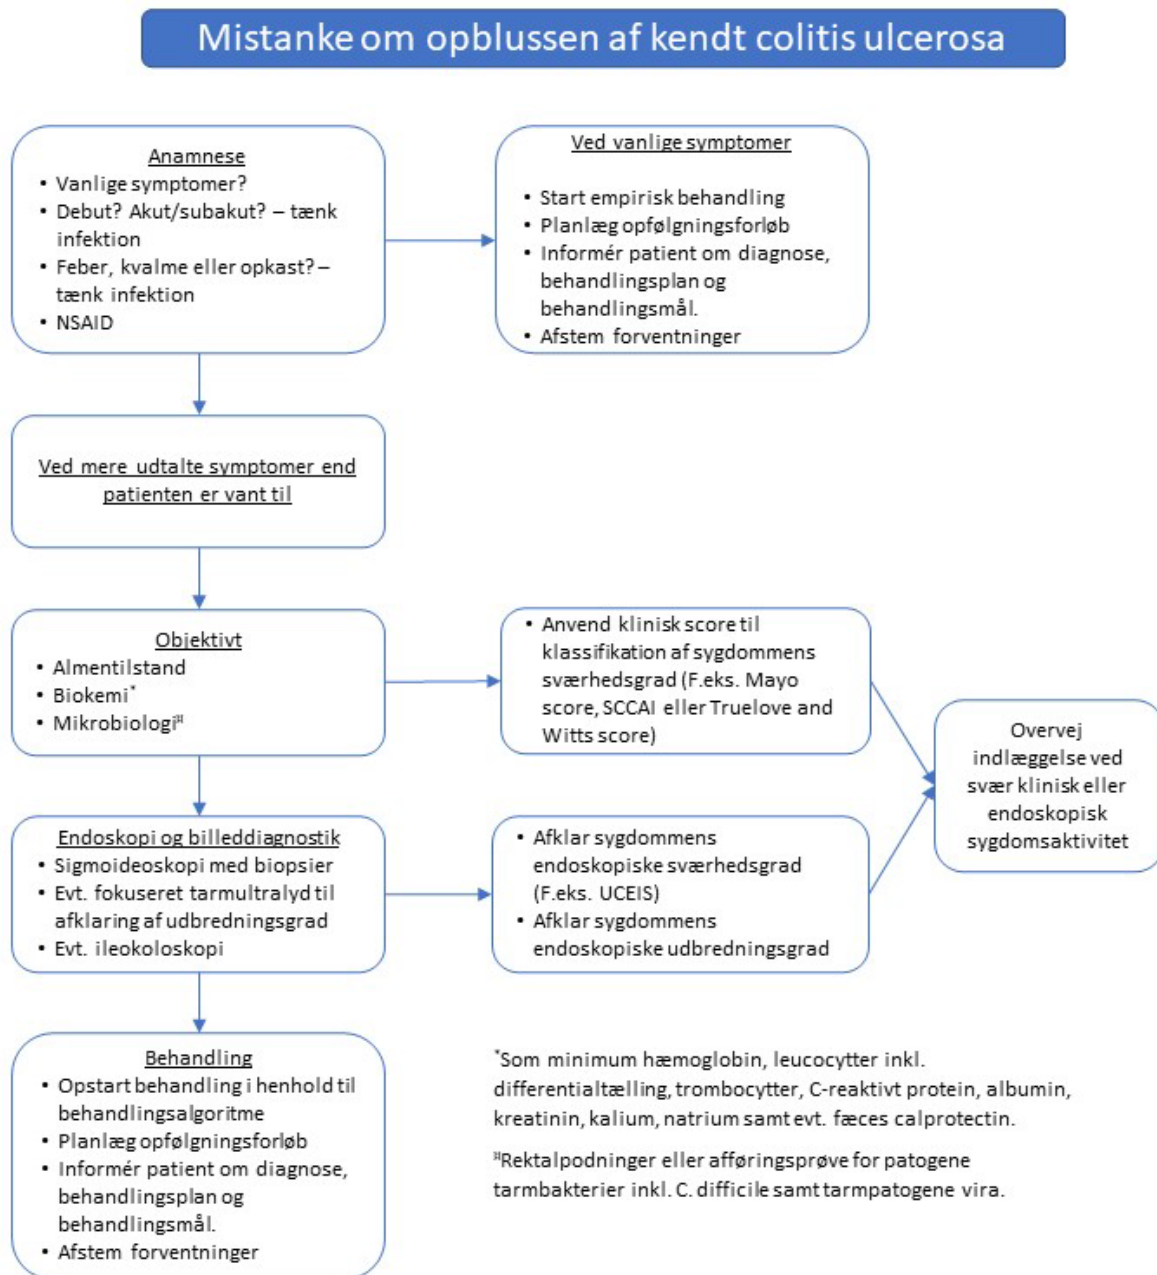 Mistanke om opblussen af kendt colitis ulcerosa
Anamnese
• Vanlige symptomer?
• Debut? Akut/subakut? – tænk
infektion
• Feber, kvalme eller opkast? –
tænk infektion
• NSAID
Ved vanlige symptomer
• Start empirisk behandling
• Planlæg opfølgningsforløb
• Informér patient om diagnose,
behandlingsplan og
behandlingsmål.
• Afstem forventninger
Ved mere udtalte symptomer end
patienten er vant til
Objektivt
• Almentilstand
• Biokemi*
• Mikrobiologi¤
• Anvend klinisk score til
klassifikation af sygdommens
sværhedsgrad (F.eks. Mayo
score, SCCAI eller Truelove and
Witts score)
Overvej
indlæggelse ved
svær klinisk eller
endoskopisk
sygdomsaktivitet
Endoskopi og billeddiagnostik
• Sigmoideoskopi med biopsier
• Evt. fokuseret tarmultralyd til
afklaring af udbredningsgrad
• Evt. ileokoloskopi
• Afklar sygdommens
endoskopiske sværhedsgrad
(F.eks. UCEIS)
• Afklar sygdommens
endoskopiske udbredningsgrad
Behandling
• Opstart behandling i henhold til
behandlingsalgoritme
• Planlæg opfølgningsforløb
• Informér patient om diagnose,
behandlingsplan og
behandlingsmål.
• Afstem forventninger
*Som minimum hæmoglobin, leucocytter inkl.
differentialtælling, trombocytter, C-reaktivt protein, albumin,
kreatinin, kalium, natrium samt evt. fæces calprotectin.
¤Rektalpodninger eller afføringsprøve for patogene
tarmbakterier inkl. C. difficile samt tarmpatogene vira.